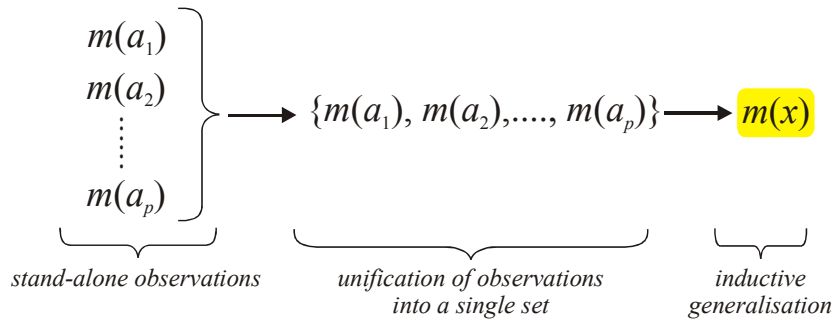 m(a₁)
m(a₂)
m(aₚ)
{m(a₁), m(a₂),...., m(aₚ)}
m(x)
stand-alone observations
unification of observations
into a single set
inductive
generalisation